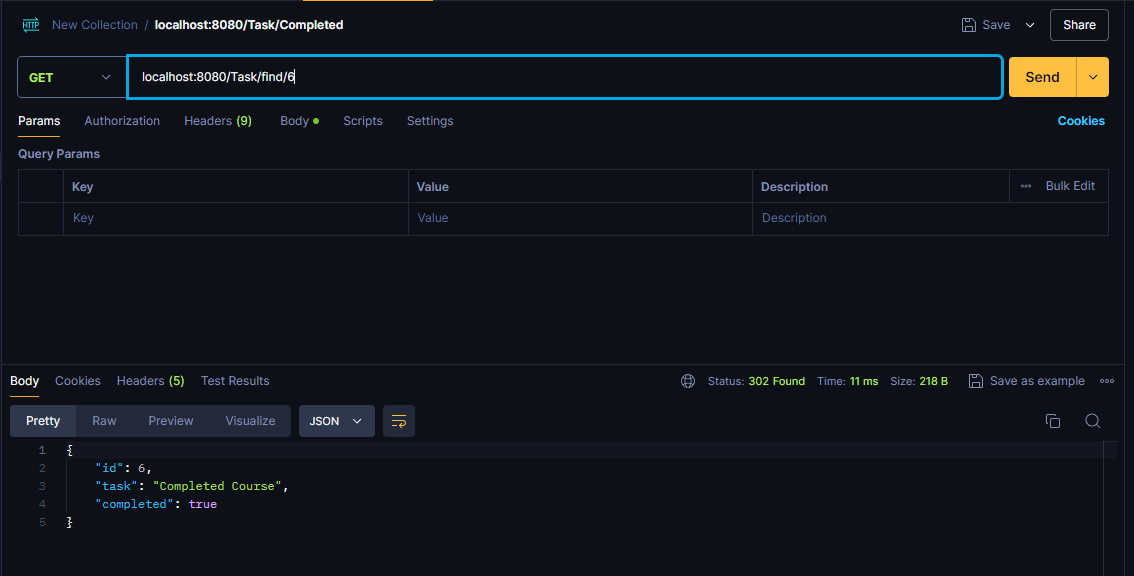 HTTP New Collection / localhost:8080/Task/Completed Save Share
GET localhost:8080/Task/find/6 Send
Params Authorization Headers (9) Body Scripts Settings Cookies
Query Params
Key Value Description Bulk Edit
Key Value Description
Body Cookies Headers (5) Test Results Status: 302 Found Time: 11 ms Size: 218 B Save as example
Pretty Raw Preview Visualize JSON
1 {
2 "id": 6,
3 "task": "Completed Course",
4 "completed": true
5 }